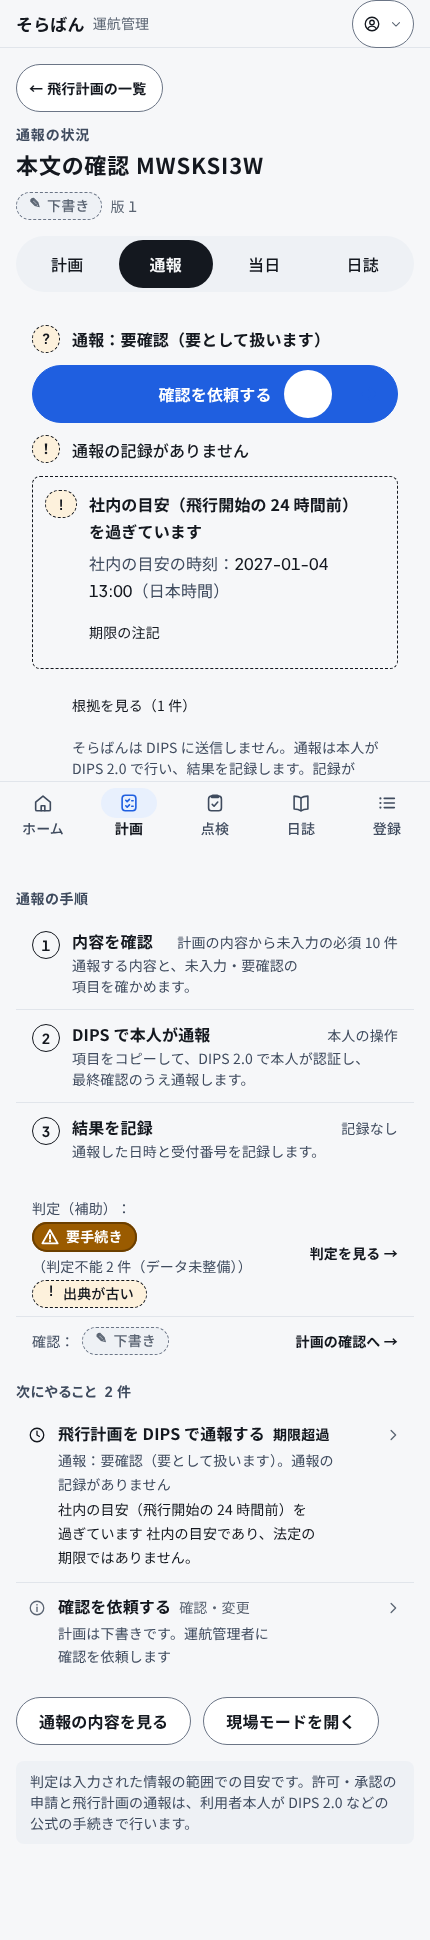 そらばん 運航管理
← 飛行計画の一覧
通報の状況
本文の確認 MWSKSI3W
✎ 下書き 版 1
計画 通報 当日 日誌
? 通報：要確認（要として扱います）
確認を依頼する
! 通報の記録がありません
! 社内の目安（飛行開始の 24 時間前）
を過ぎています
社内の目安の時刻：2027-01-04
13:00（日本時間）
期限の注記
根拠を見る（1 件）
そらばんは DIPS に送信しません。通報は本人が
DIPS 2.0 で行い、結果を記録します。記録が
ホーム 計画 点検 日誌 登録
通報の手順
1 内容を確認 計画の内容から未入力の必須 10 件
通報する内容と、未入力・要確認の
項目を確かめます。
2 DIPS で本人が通報 本人の操作
項目をコピーして、DIPS 2.0 で本人が認証し、
最終確認のうえ通報します。
3 結果を記録 記録なし
通報した日時と受付番号を記録します。
判定（補助）：
要手続き
（判定不能 2 件（データ未整備））
! 出典が古い
判定を見る →
確認： ✎ 下書き 計画の確認へ →
次にやること 2 件
飛行計画を DIPS で通報する 期限超過
通報：要確認（要として扱います）。通報の
記録がありません
社内の目安（飛行開始の 24 時間前）を
過ぎています 社内の目安であり、法定の
期限ではありません。
確認を依頼する 確認・変更
計画は下書きです。運航管理者に
確認を依頼します
通報の内容を見る 現場モードを開く
判定は入力された情報の範囲での目安です。許可・承認の
申請と飛行計画の通報は、利用者本人が DIPS 2.0 などの
公式の手続きで行います。